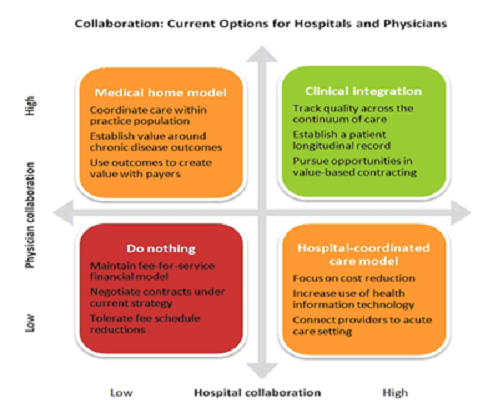 Collaboration: Current Options for Hospitals and Physicians
High
Physician collaboration
Low
Medical home model
Coordinate care within
practice population
Establish value around
chronic disease outcomes
Use outcomes to create
value with payers
Clinical integration
Track quality across the
continuum of care
Establish a patient
longitudinal record
Pursue opportunities in
value-based contracting
Do nothing
Maintain fee-for-service
financial model
Negotiate contracts under
current strategy
Tolerate fee schedule
reductions
Hospital-coordinated
care model
Focus on cost reduction
Increase use of health
information technology
Connect providers to acute
care setting
Low
Hospital collaboration
High